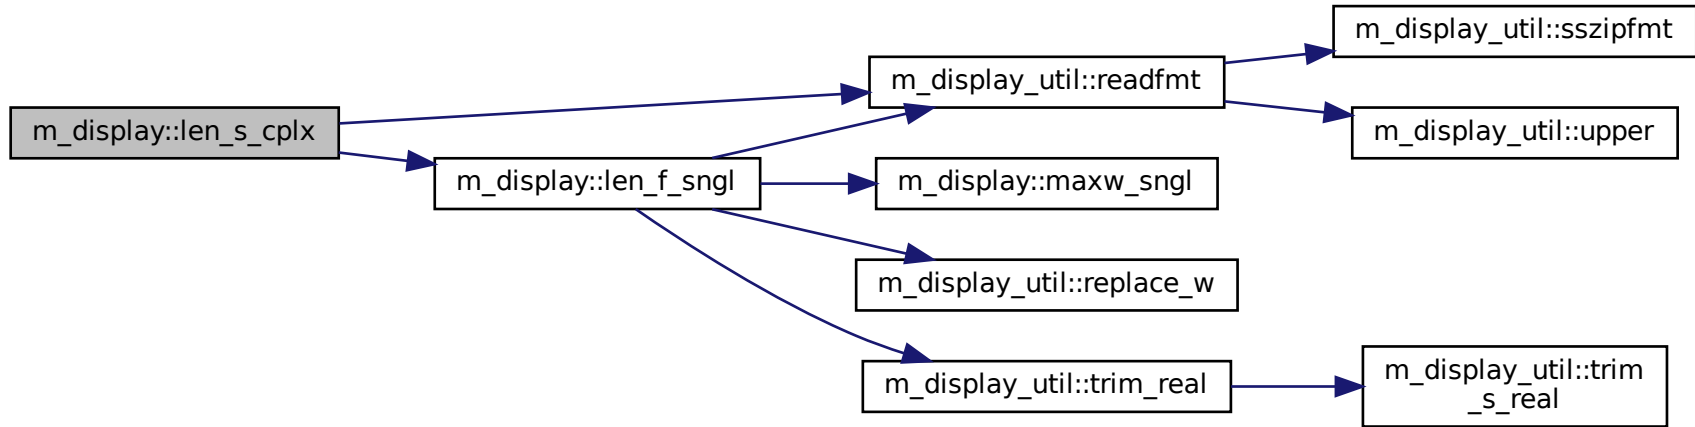 m_display::len_s_cplx
m_display::len_f_sngl
m_display_util::readfmt
m_display::maxw_sngl
m_display_util::replace_w
m_display_util::trim_real
m_display_util::sszipfmt
m_display_util::upper
m_display_util::trim
_s_real